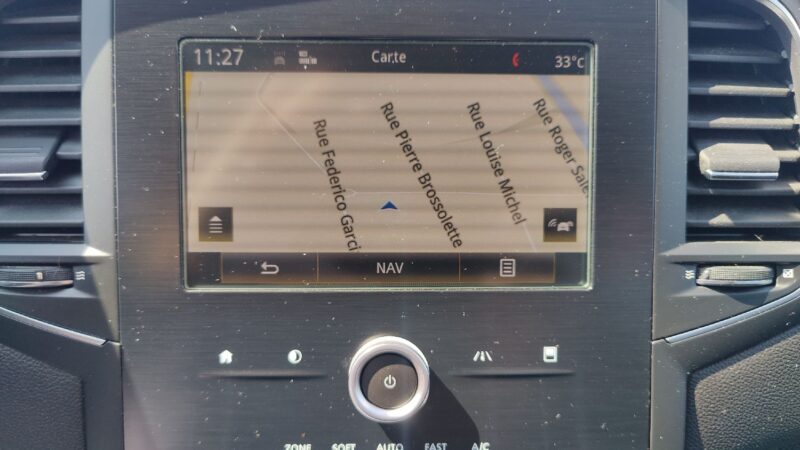 11:27
Carte
33°C
Rue Federico Garci
Rue Pierre Brossolette
Rue Louise Michel
Rue Roger Sale
NAV
ZONE SOFT AUTO FAST A/C